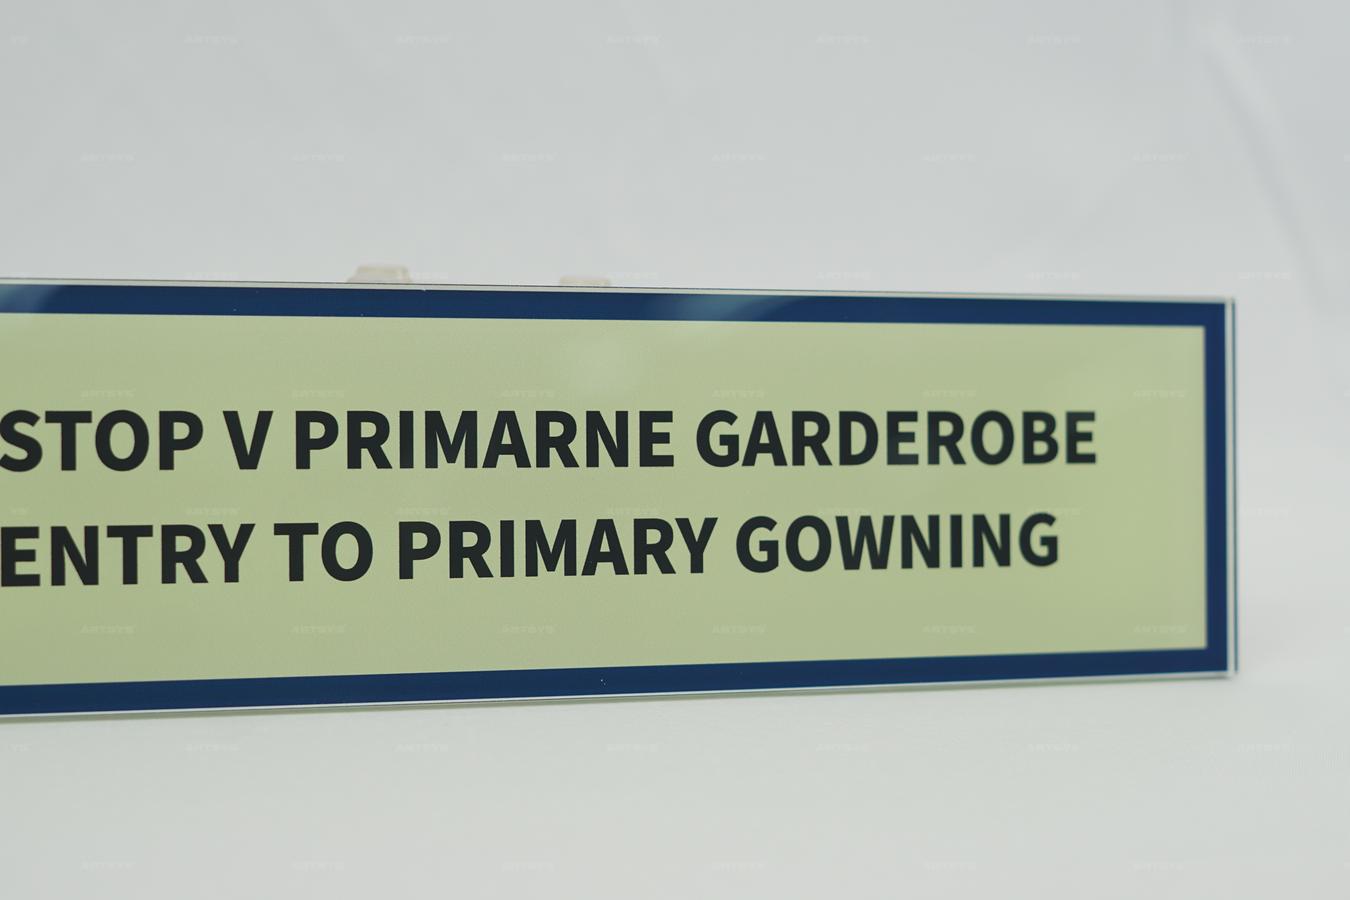 STOP V PRIMARNE GARDEROBE
ENTRY TO PRIMARY GOWNING